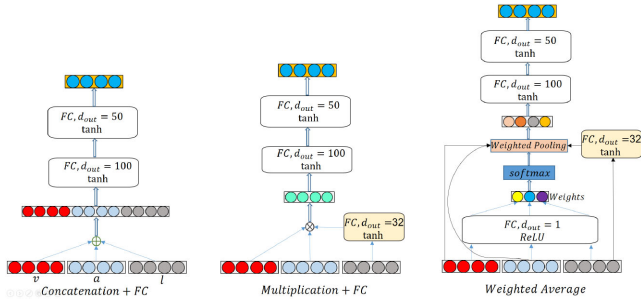 FC, d_out = 50
tanh
FC, d_out = 100
tanh
v a l
Concatenation + FC
FC, d_out = 50
tanh
FC, d_out = 100
tanh
FC, d_out =32
tanh
Multiplication + FC
FC, d_out = 50
tanh
FC, d_out = 100
tanh
Weighted Pooling
FC, d_out =32
tanh
softmax
Weights
FC, d_out = 1
ReLU
Weighted Average